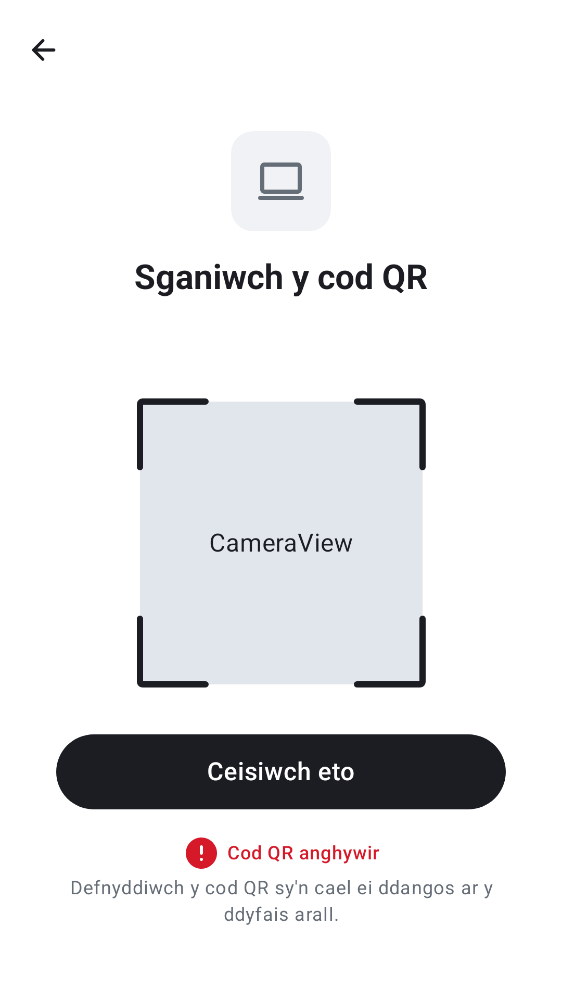 Sganiwch y cod QR
CameraView
Ceisiwch eto
Cod QR anghywir
Defnyddiwch y cod QR sy'n cael ei ddangos ar y
ddyfais arall.